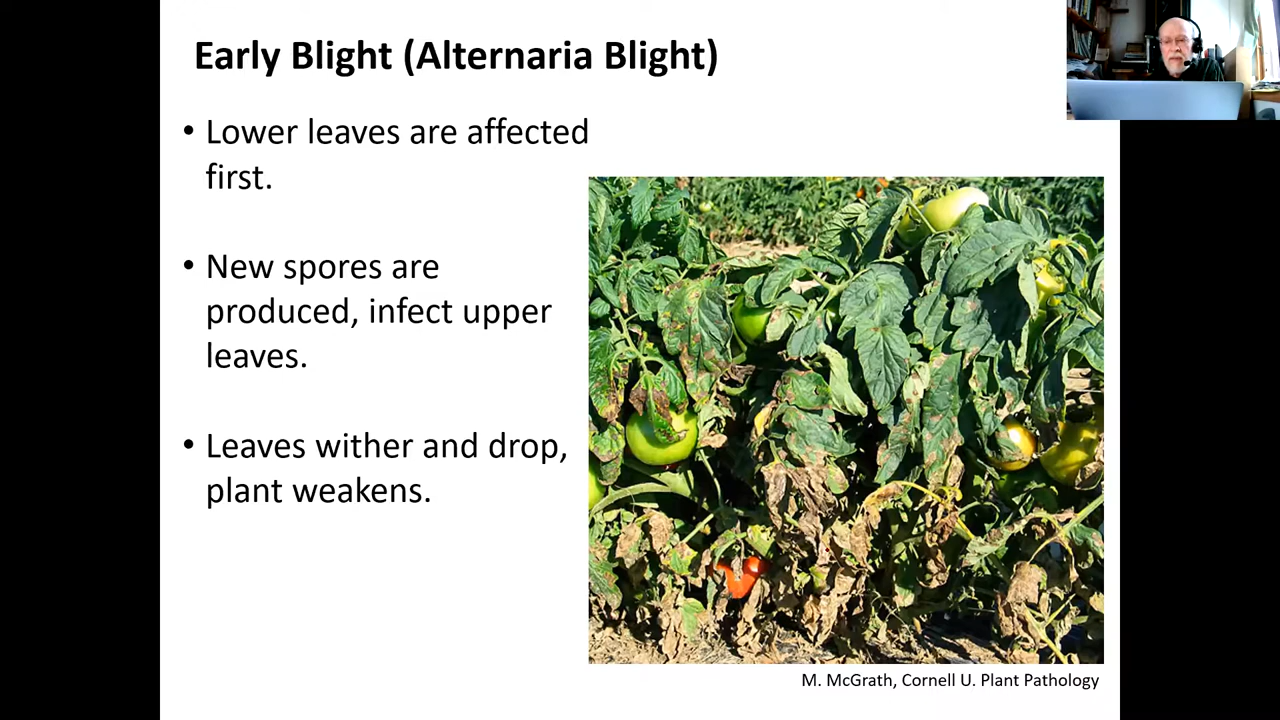 Early Blight (Alternaria Blight)
• Lower leaves are affected
first.
• New spores are
produced, infect upper
leaves.
• Leaves wither and drop,
plant weakens.
M. McGrath, Cornell U. Plant Pathology